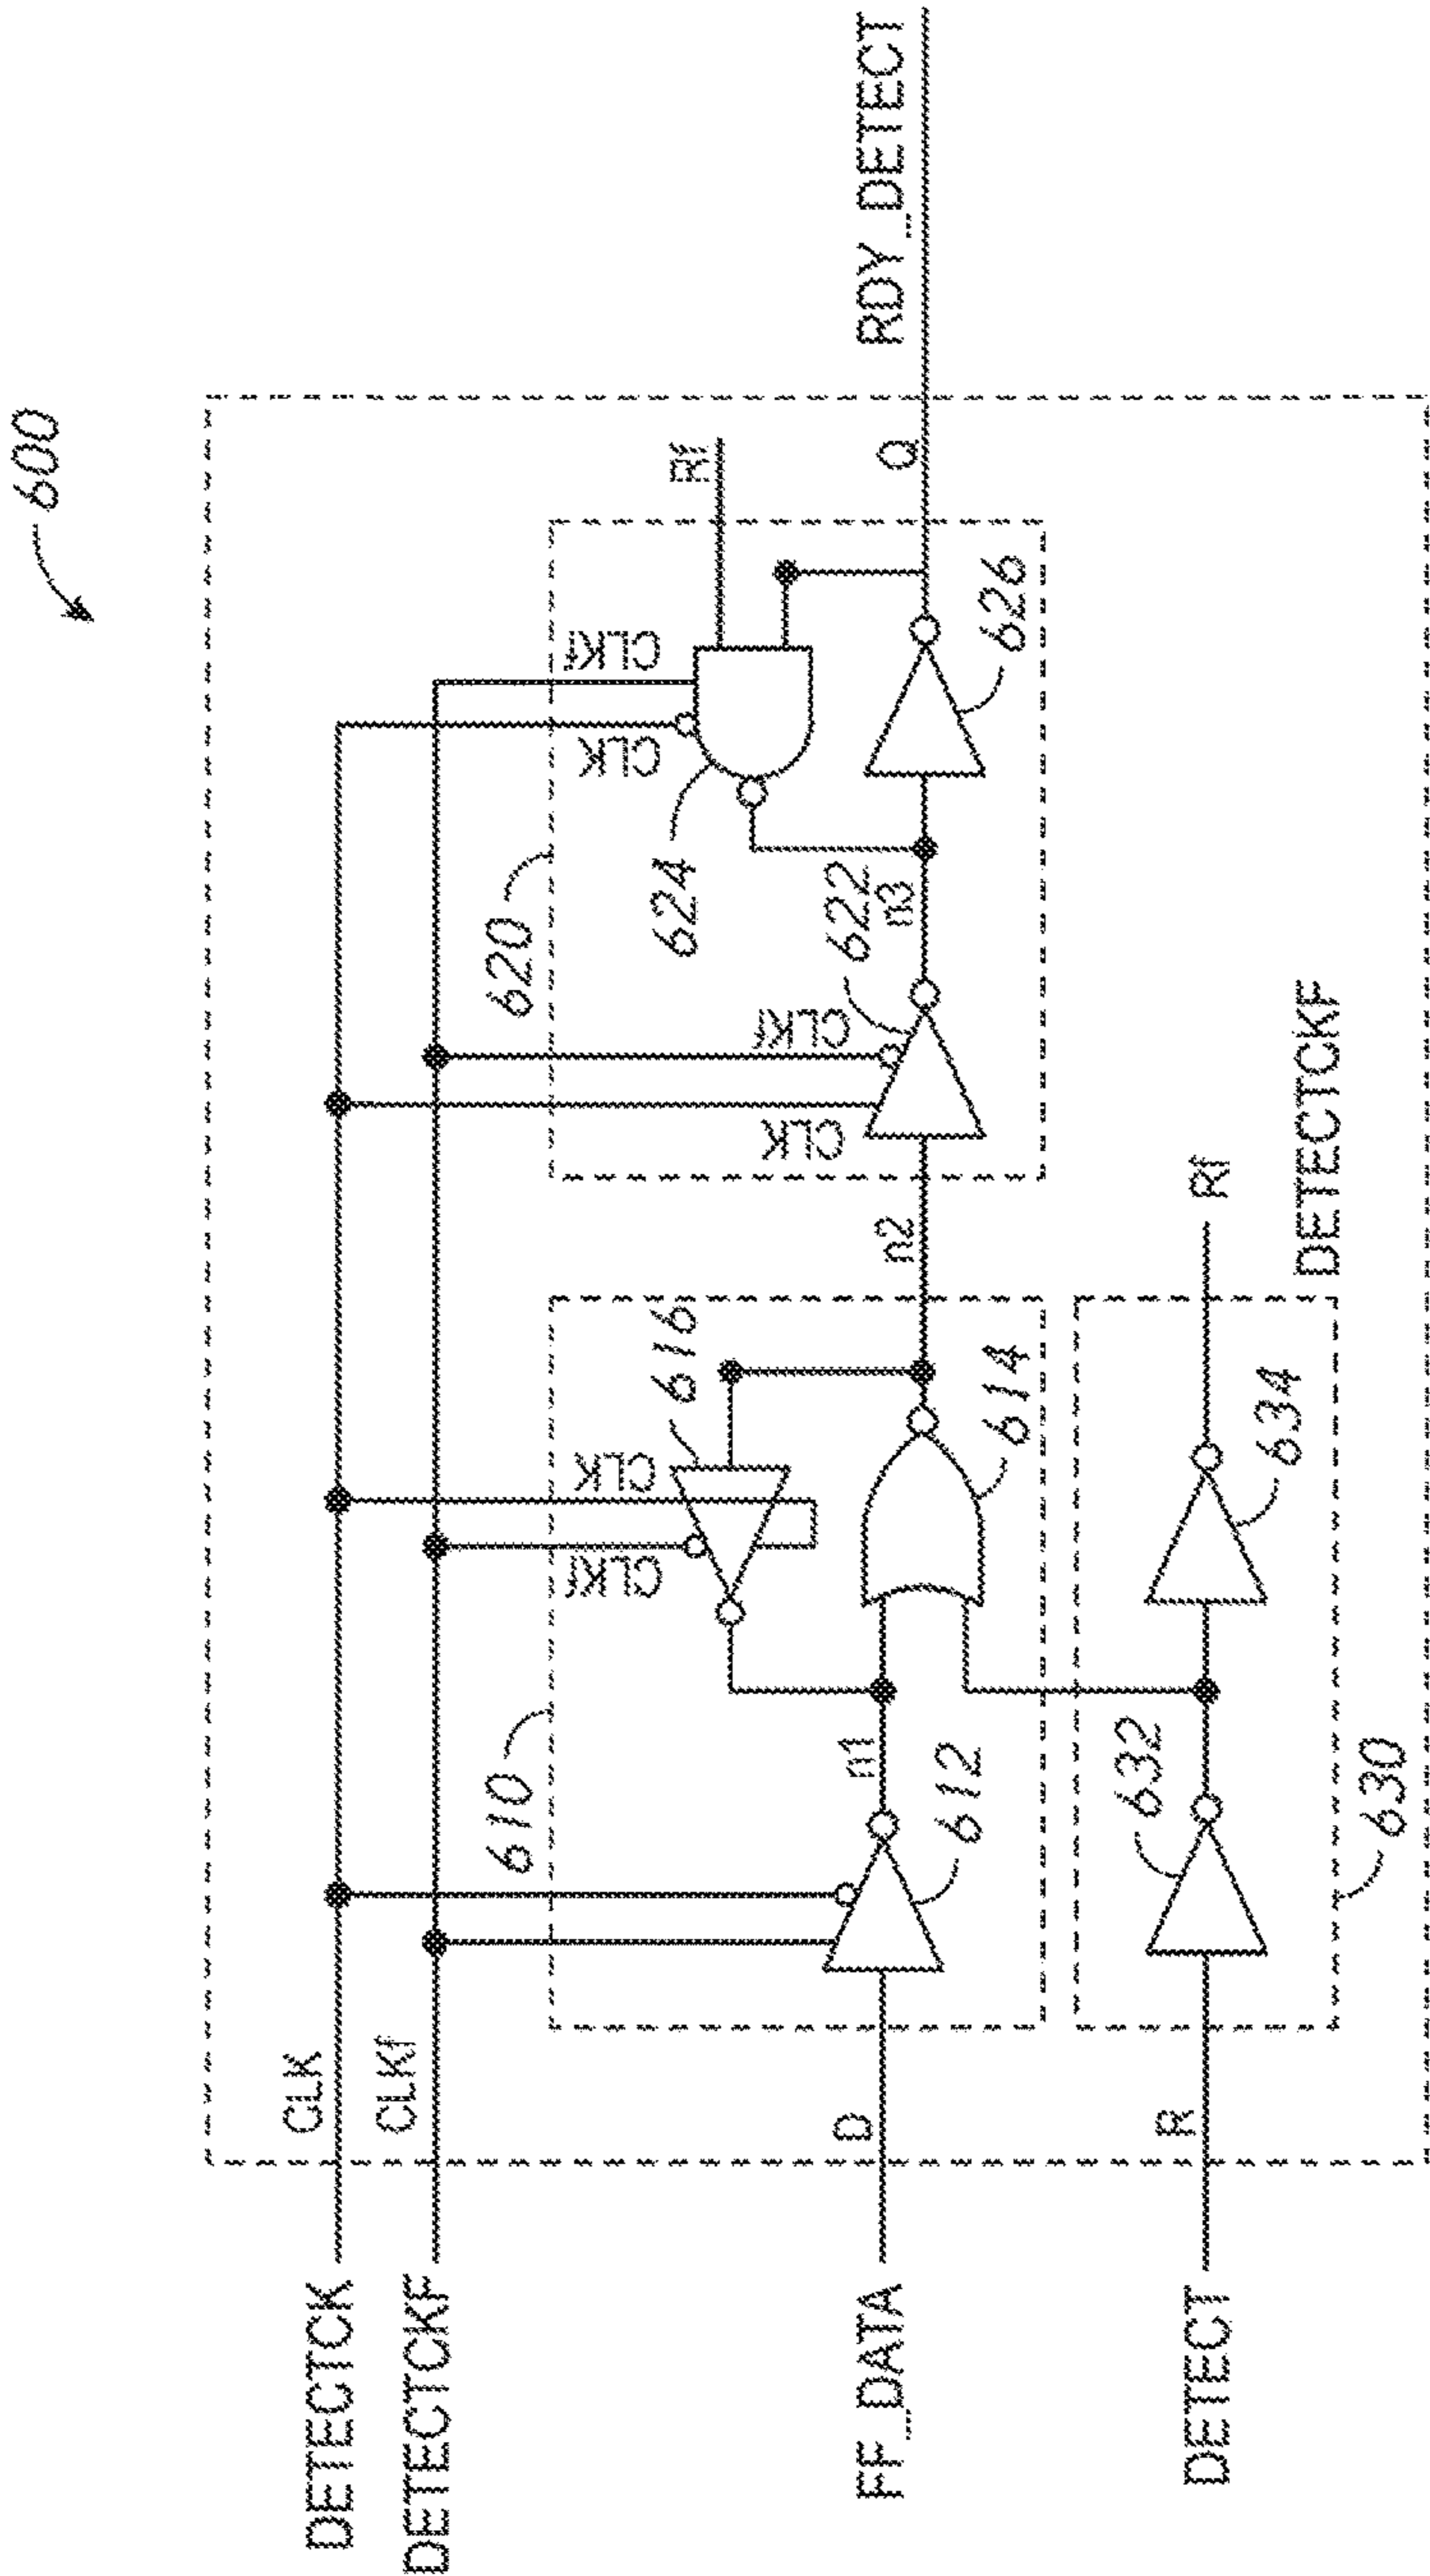 600
DETECTCK
CLK
DETECTCKF
CLKf
620
610
CLKf
CLK
CLK
CLKf
Rf
616
624
CLK
CLKf
622
FF_DATA
D
n1
612
614
n2
n3
626
Q
RDY_DETECT
DETECT
R
632
634
Rf
DETECTCKF
630